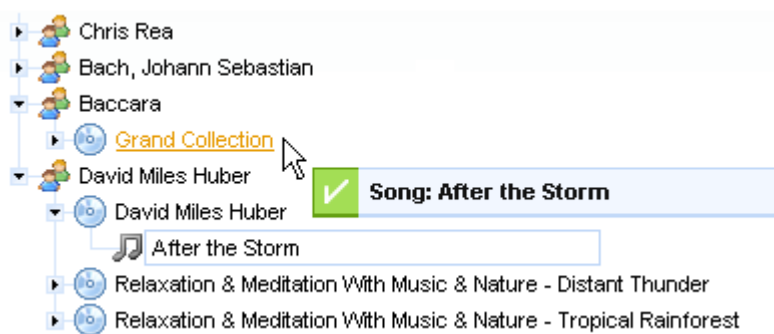 Chris Rea
Bach, Johann Sebastian
Baccara
Grand Collection
David Miles Huber
Song: After the Storm
David Miles Huber
After the Storm
Relaxation & Meditation With Music & Nature - Distant Thunder
Relaxation & Meditation With Music & Nature - Tropical Rainforest